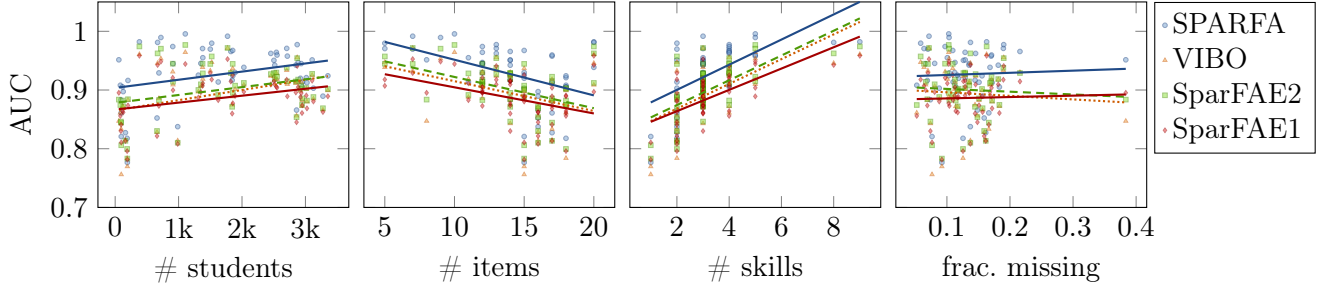 AUC
1
0.9
0.8
0.7
0 1k 2k 3k
# students
5 10 15 20
# items
2 4 6 8
# skills
0.1 0.2 0.3 0.4
frac. missing
SPARFA
VIBO
SparFAE2
SparFAE1